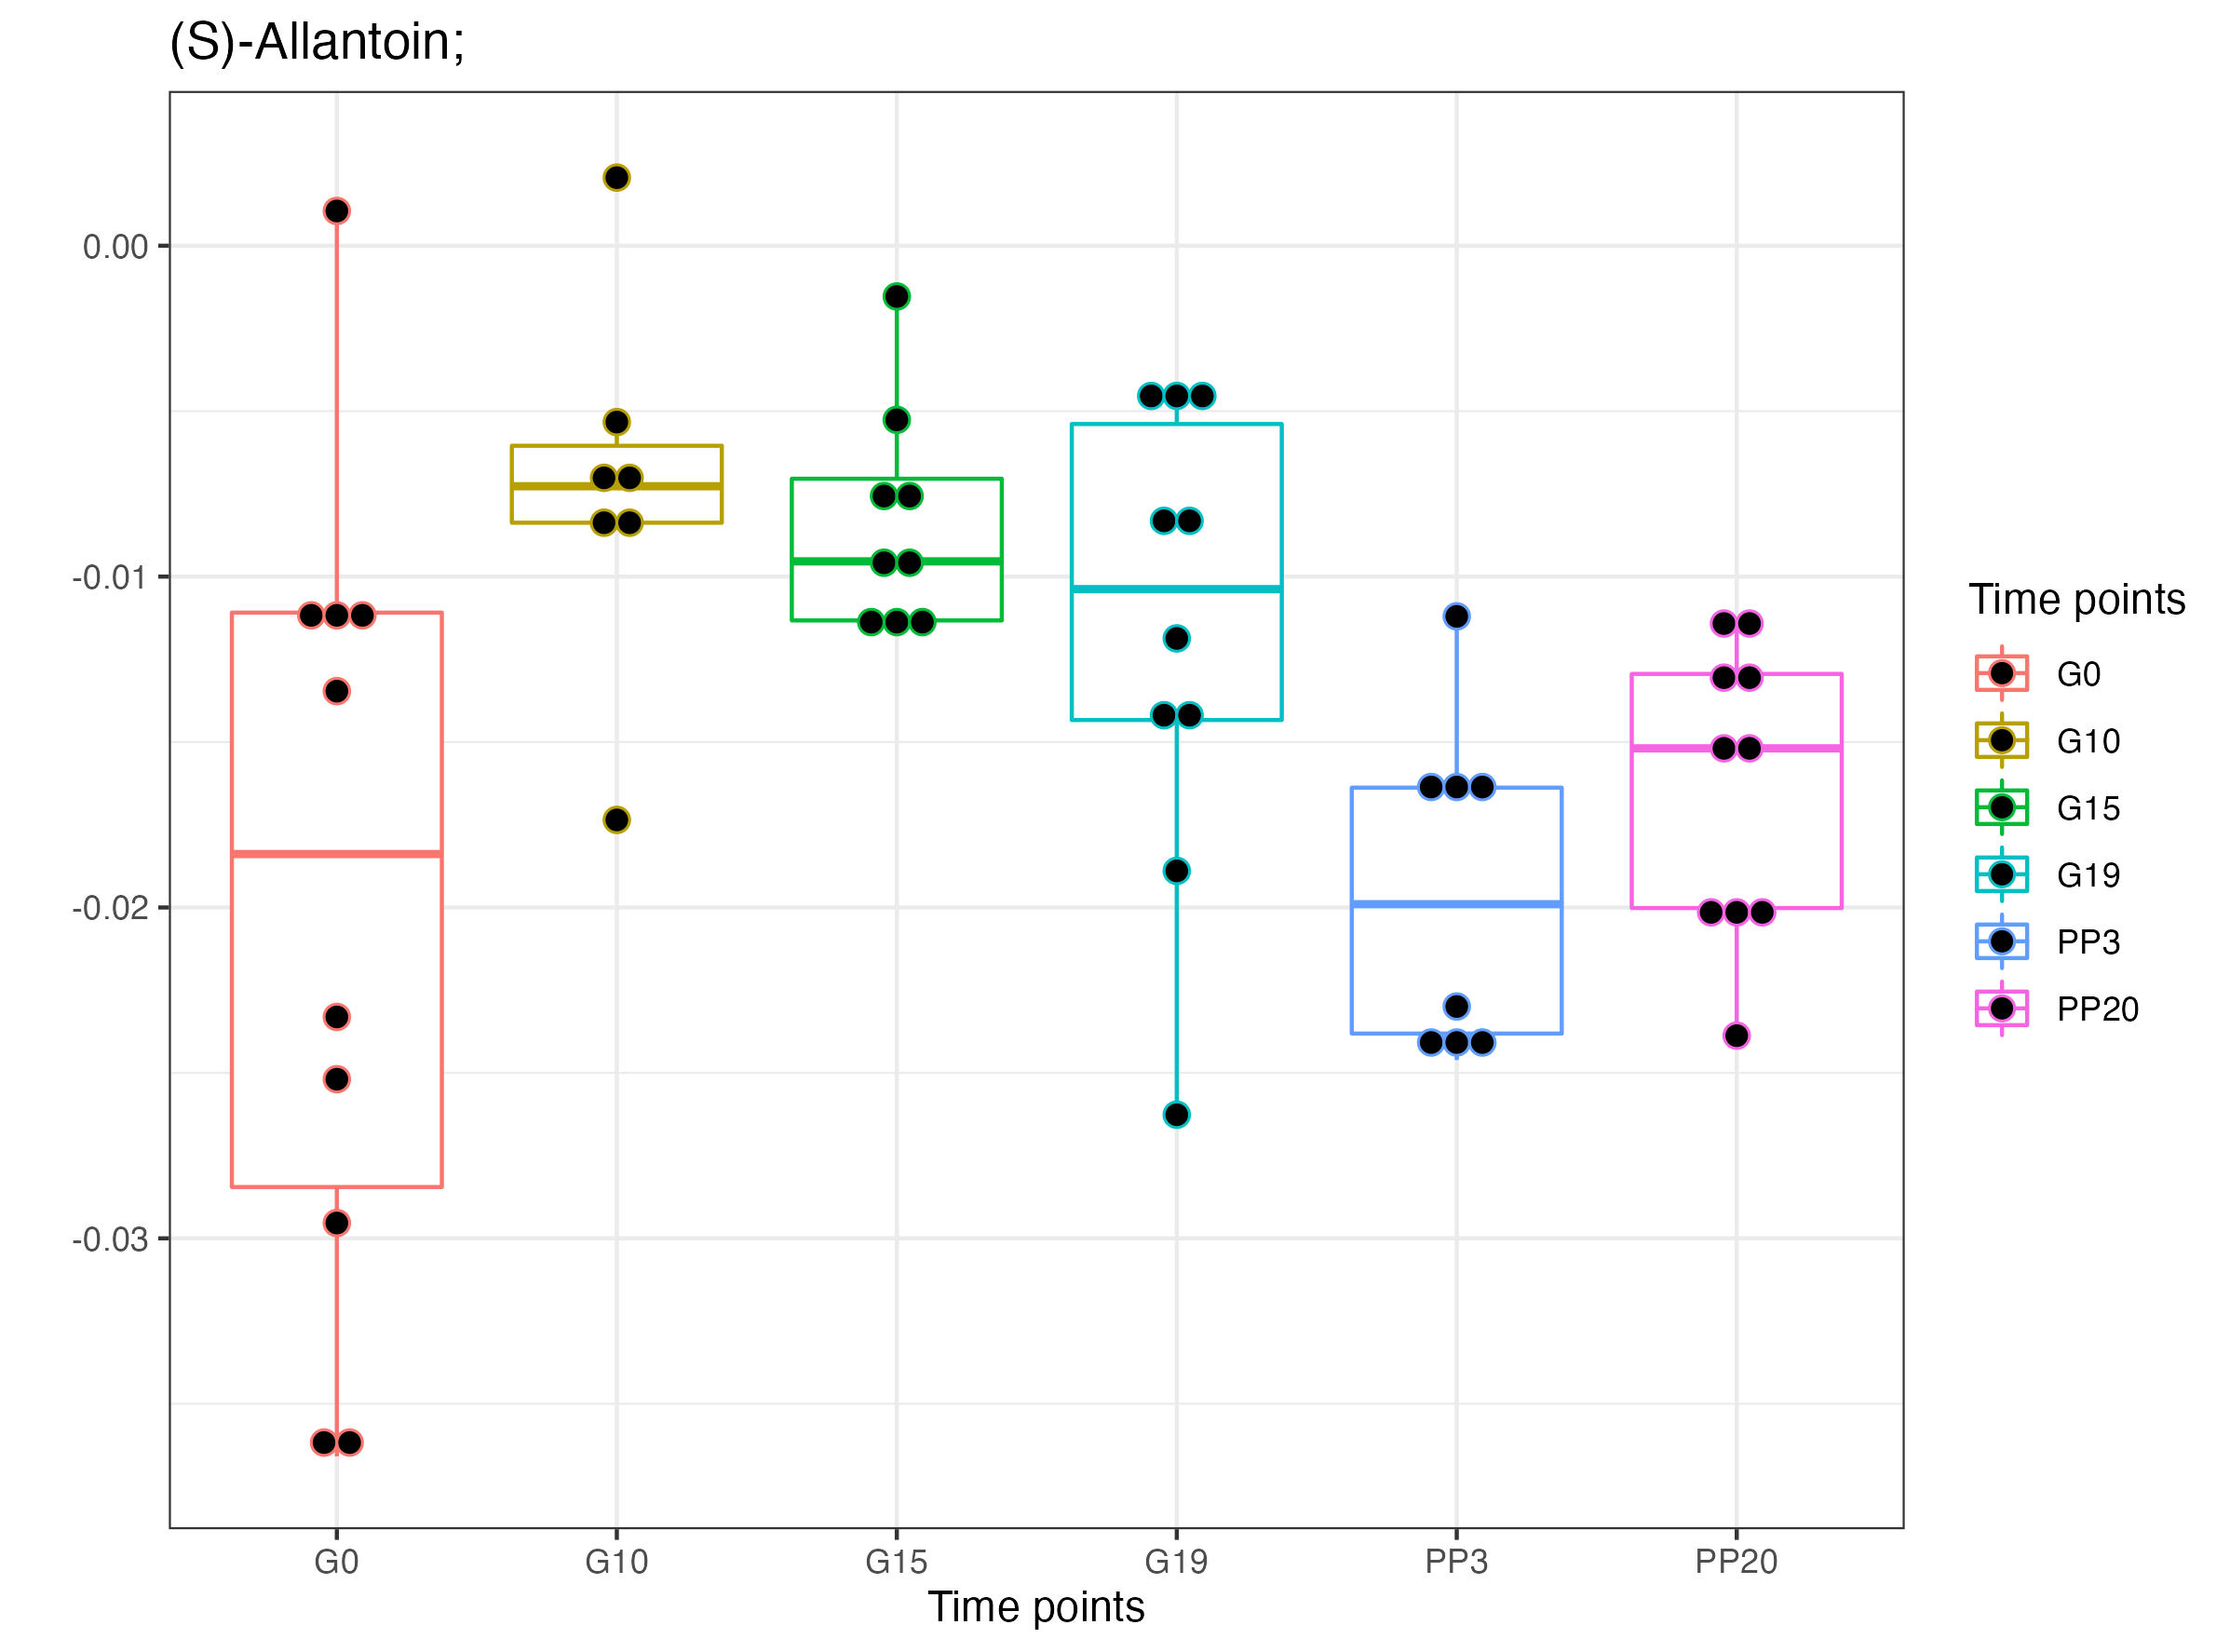 (S)-Allantoin;
0.00
-0.01
-0.02
-0.03
G0 G10 G15 G19 PP3 PP20
Time points
Time points
G0
G10
G15
G19
PP3
PP20